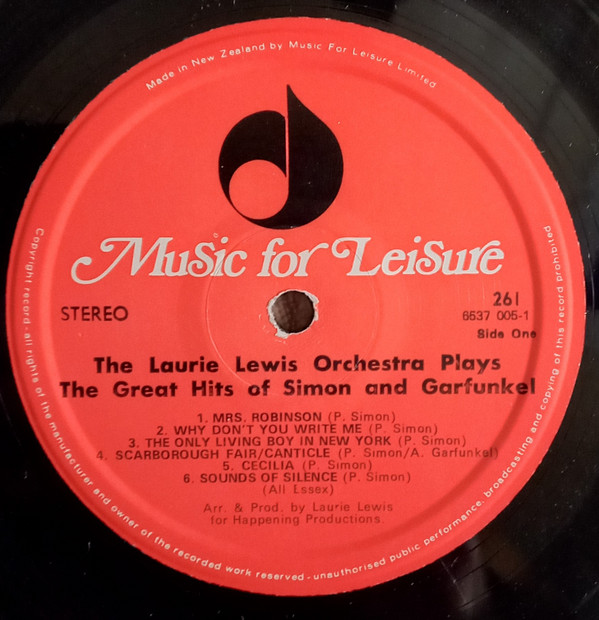 Made in New Zealand by Music For Leisure Limited
Music for Leisure
STEREO
261
6637 005-1
Side One
The Laurie Lewis Orchestra Plays
The Great Hits of Simon and Garfunkel
1. MRS. ROBINSON (P. Simon)
2. WHY DON'T YOU WRITE ME (P. Simon)
3. THE ONLY LIVING BOY IN NEW YORK (P. Simon)
4. SCARBOROUGH FAIR/CANTICLE (P. Simon/A. Garfunkel)
5. CECILIA (P. Simon)
6. SOUNDS OF SILENCE (P. Simon)
(All Essex)
Arr. & Prod. by Laurie Lewis
for Happening Productions.
Copyright record - all rights of the manufacturer and owner of the recorded work reserved - unauthorised public performance, broadcasting and copying of this record prohibited